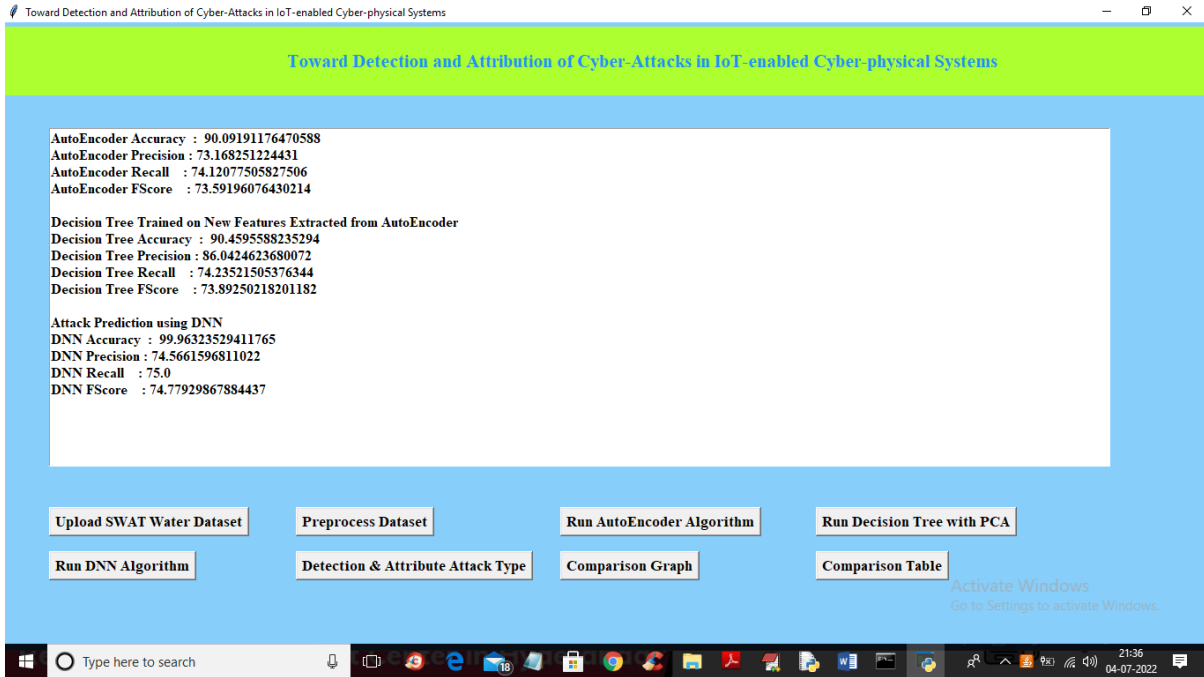 Toward Detection and Attribution of Cyber-Attacks in IoT-enabled Cyber-physical Systems
Toward Detection and Attribution of Cyber-Attacks in IoT-enabled Cyber-physical Systems
AutoEncoder Accuracy : 90.09191176470588
AutoEncoder Precision : 73.168251224431
AutoEncoder Recall : 74.12077505827506
AutoEncoder FScore : 73.59196076430214
Decision Tree Trained on New Features Extracted from AutoEncoder
Decision Tree Accuracy : 90.4595588235294
Decision Tree Precision : 86.0424623680072
Decision Tree Recall : 74.23521505376344
Decision Tree FScore : 73.89250218201182
Attack Prediction using DNN
DNN Accuracy : 99.96323529411765
DNN Precision : 74.5661596811022
DNN Recall : 75.0
DNN FScore : 74.77929867884437
Upload SWAT Water Dataset
Preprocess Dataset
Run AutoEncoder Algorithm
Run Decision Tree with PCA
Run DNN Algorithm
Detection & Attribute Attack Type
Comparison Graph
Comparison Table
Activate Windows
Go to Settings to activate Windows.
Type here to search
18
21:36
04-07-2022